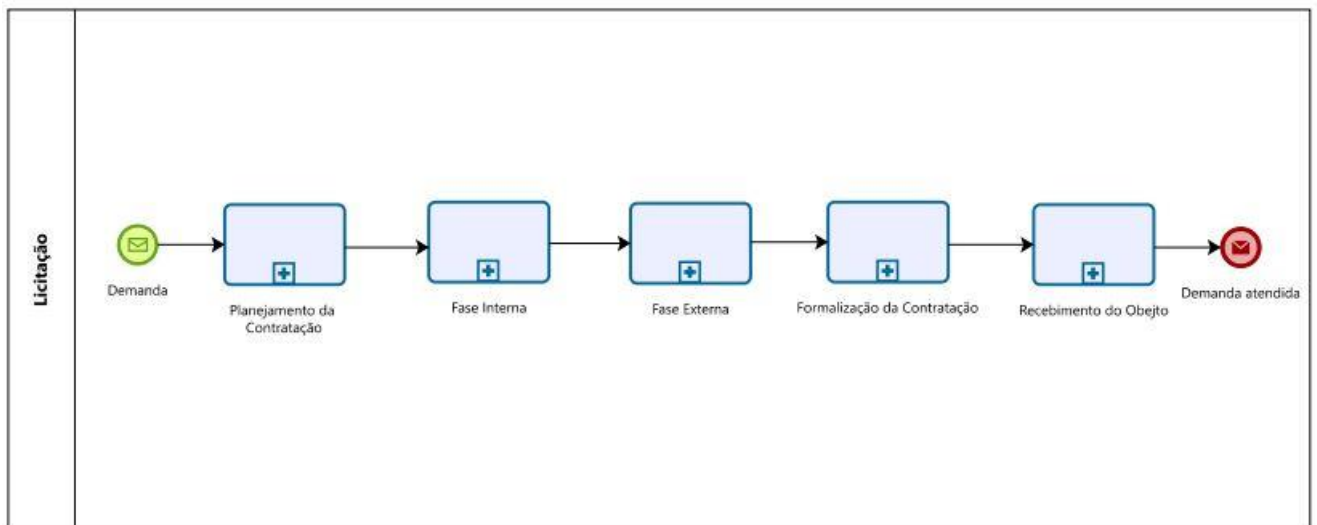 Licitação
Demanda
Planejamento da
Contratação
Fase Interna
Fase Externa
Formalização da Contratação
Recebimento do Obejto
Demanda atendida